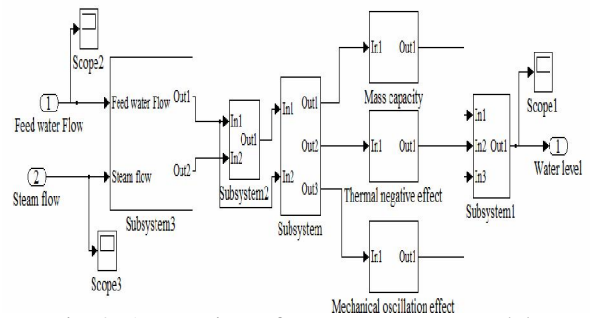 Scope2
1
Feed water Flow
2
Steam flow
Scope3
Feed water Flow
Steam flow
Out1
Out2
Subsystem3
In1
In2
Out1
Subsystem2
In1
In2
Out1
Out2
Out3
Subsystem
In1 Out1
Mass capacity
In1 Out1
Thermal negative effect
In1 Out1
Mechanical oscillation effect
In1
In2
In3
Out1
Subsystem1
Scope1
1
Water level